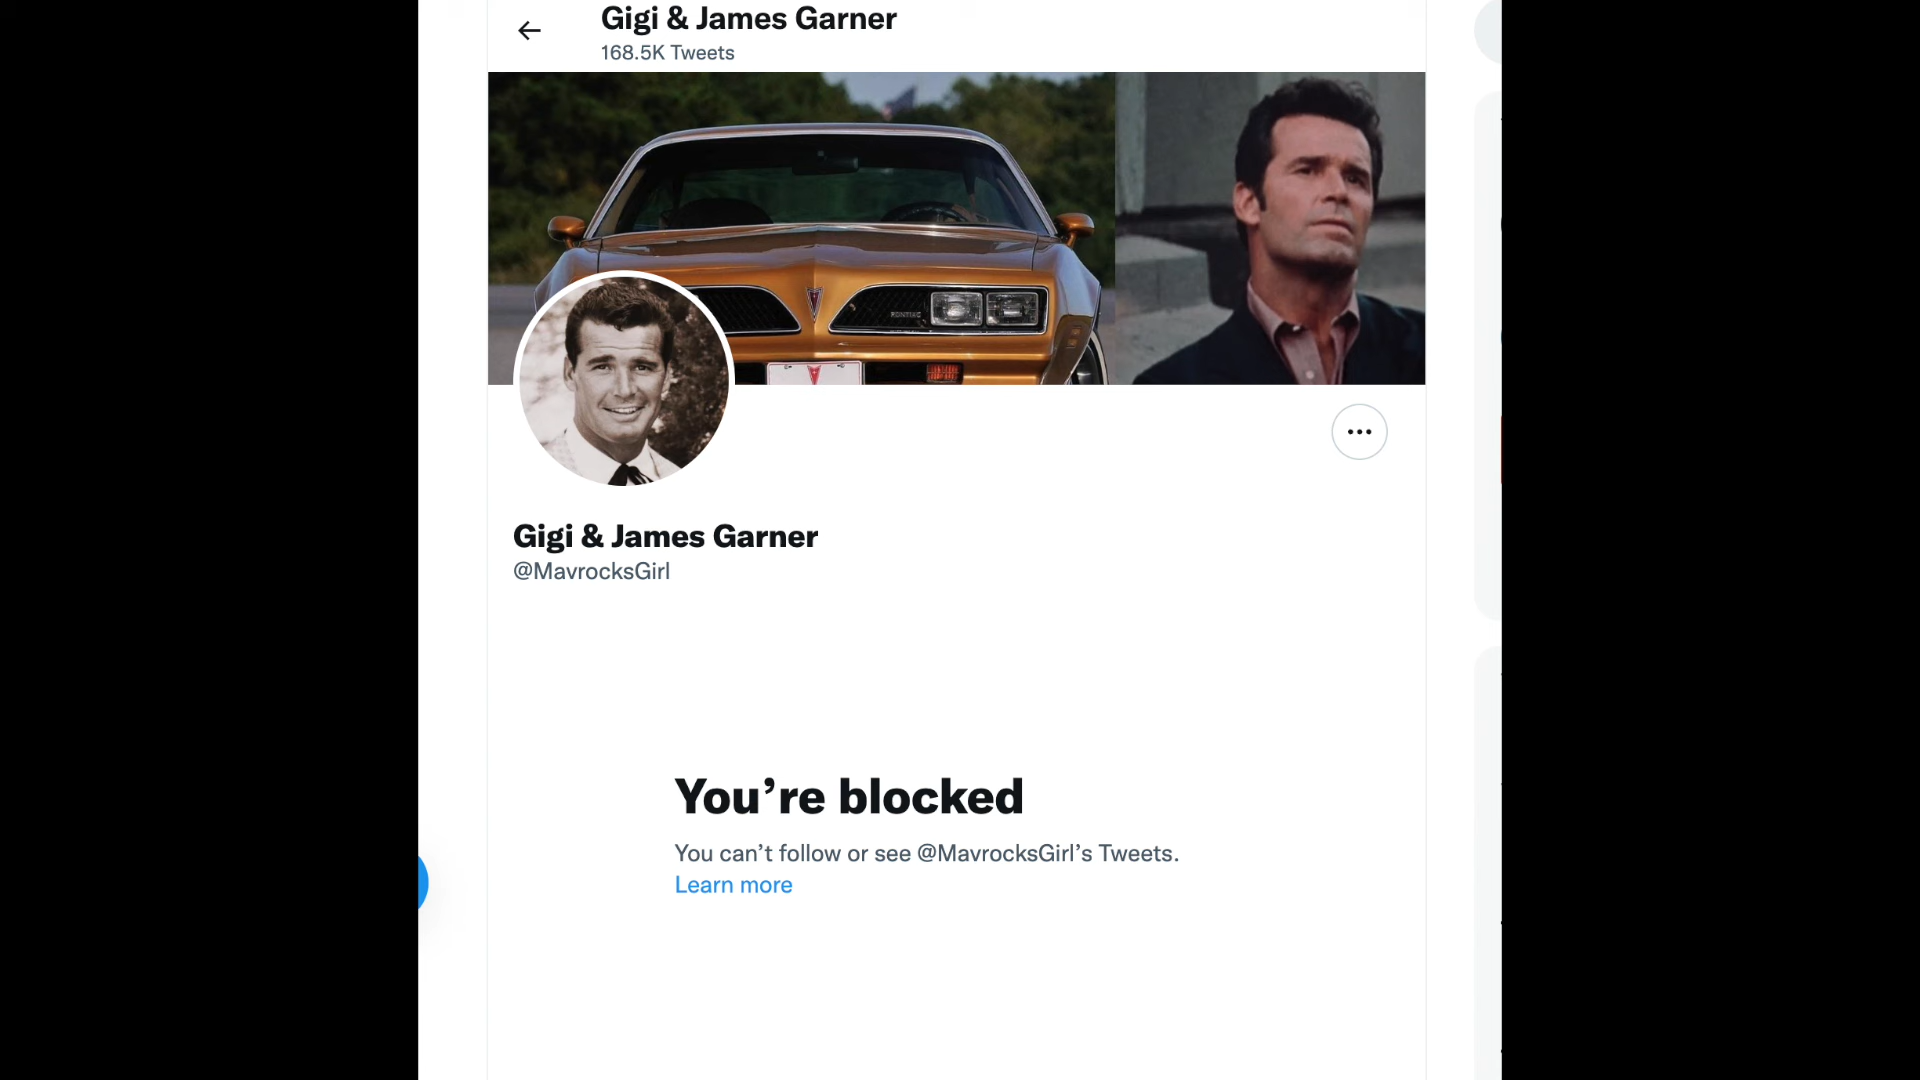 Gigi & James Garner
168.5K Tweets
PONTIAC
Gigi & James Garner
@MavrocksGirl
You’re blocked
You can’t follow or see @MavrocksGirl’s Tweets.
Learn more